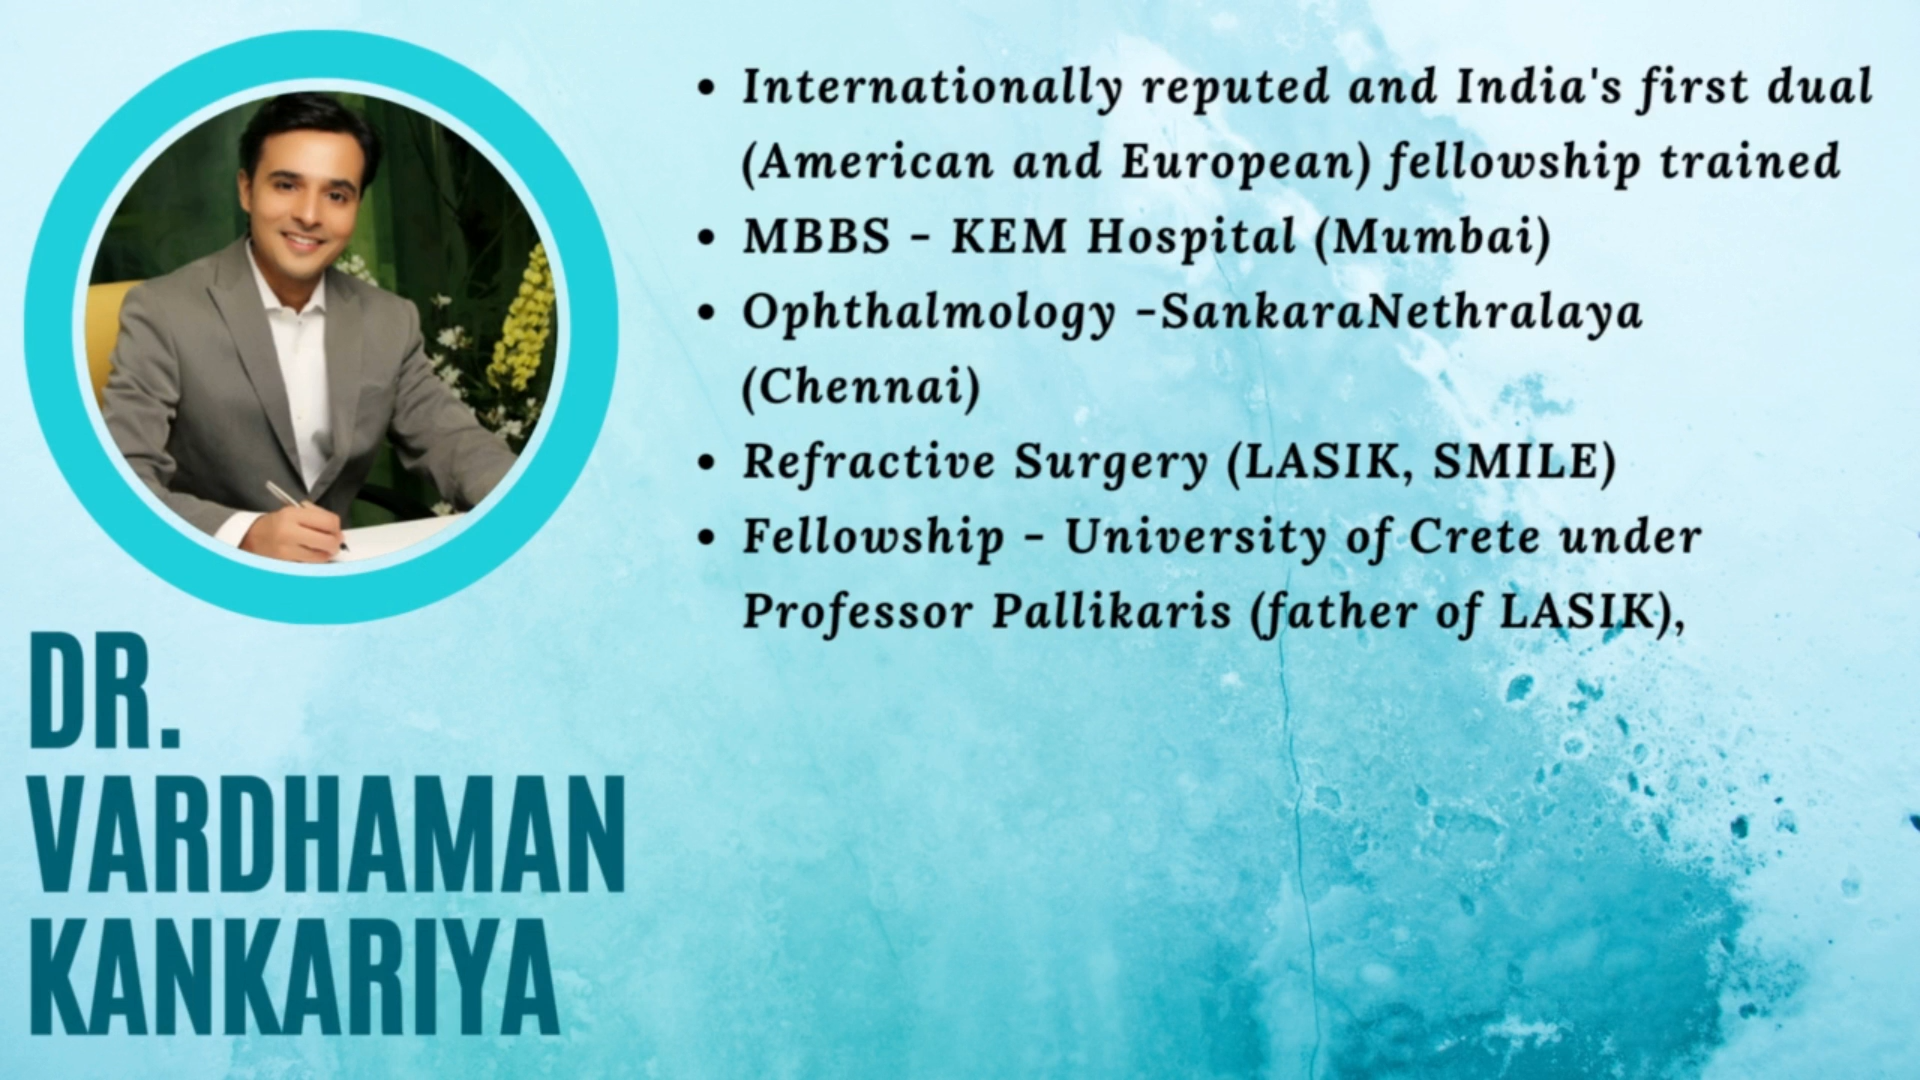 DR.
VARDHAMAN
KANKARIYA
• Internationally reputed and India's first dual
(American and European) fellowship trained
• MBBS - KEM Hospital (Mumbai)
• Ophthalmology -SankaraNethralaya
(Chennai)
• Refractive Surgery (LASIK, SMILE)
• Fellowship - University of Crete under
Professor Pallikaris (father of LASIK),